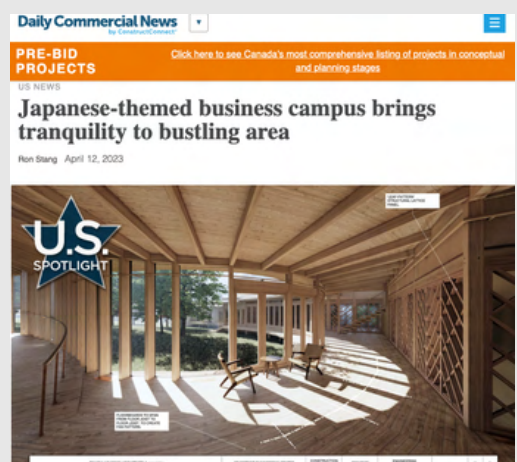 Daily Commercial News
by ConstructConnect®
PRE-BID
PROJECTS
Click here to see Canada's most comprehensive listing of projects in conceptual
and planning stages
US NEWS
Japanese-themed business campus brings
tranquility to bustling area
Ron Stang April 12, 2023
U.S.
SPOTLIGHT